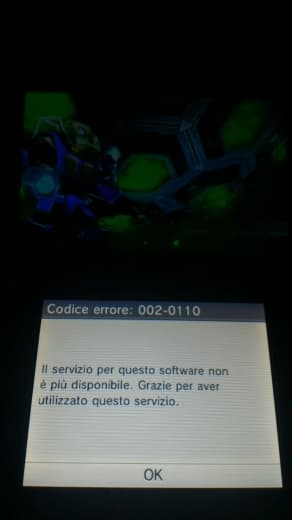 Codice errore: 002-0110
Il servizio per questo software non
è più disponibile. Grazie per aver
utilizzato questo servizio.
OK